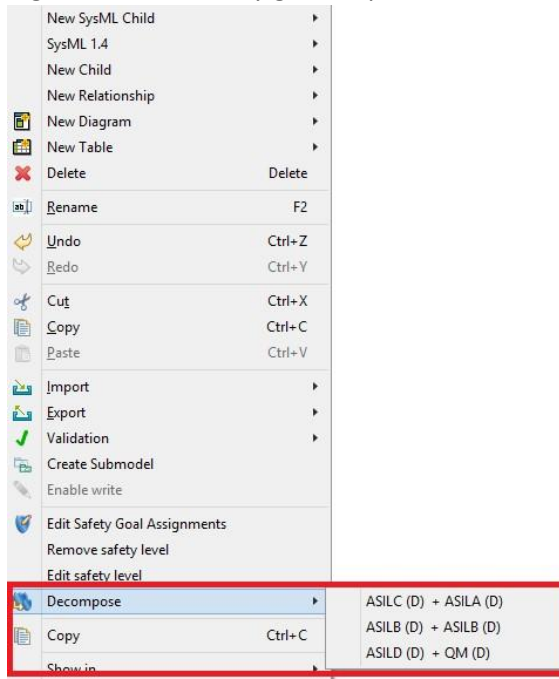 New SysML Child
SysML 1.4
New Child
New Relationship
New Diagram
New Table
Delete Delete
Rename F2
Undo Ctrl+Z
Redo Ctrl+Y
Cut Ctrl+X
Copy Ctrl+C
Paste Ctrl+V
Import
Export
Validation
Create Submodel
Enable write
Edit Safety Goal Assignments
Remove safety level
Edit safety level
Decompose ASILC (D) + ASILA (D)
ASILB (D) + ASILB (D)
Copy Ctrl+C
ASILD (D) + QM (D)
Show in